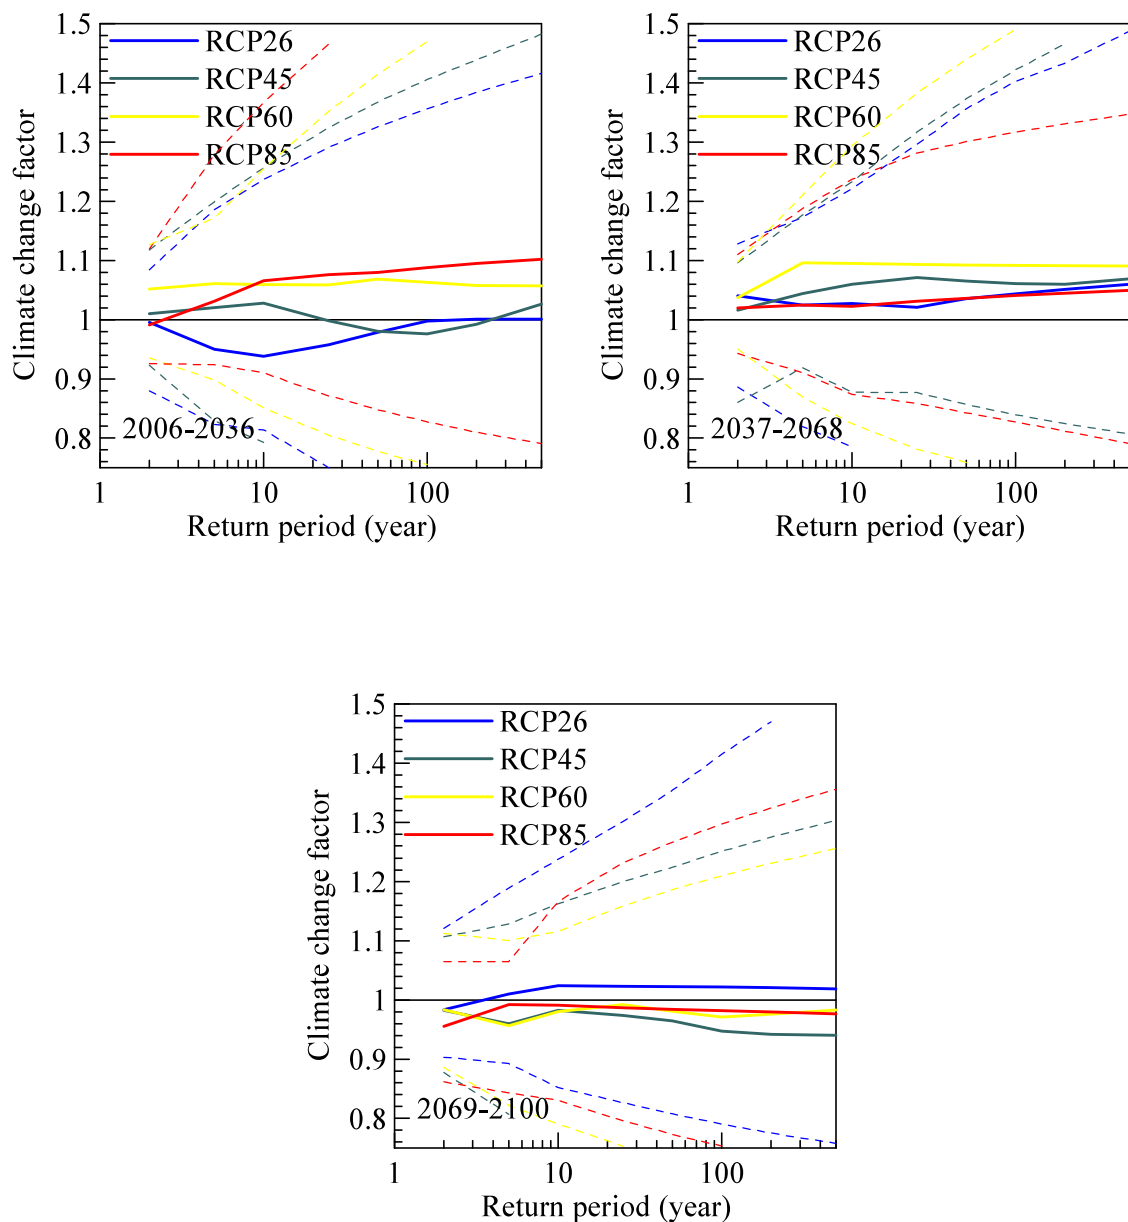 1.5
1.4
1.3
1.2
1.1
1
0.9
0.8
Climate change factor
RCP26
RCP45
RCP60
RCP85
2006-2036
1 10 100
Return period (year)
1.5
1.4
1.3
1.2
1.1
1
0.9
0.8
Climate change factor
RCP26
RCP45
RCP60
RCP85
2037-2068
1 10 100
Return period (year)
1.5
1.4
1.3
1.2
1.1
1
0.9
0.8
Climate change factor
RCP26
RCP45
RCP60
RCP85
2069-2100
1 10 100
Return period (year)